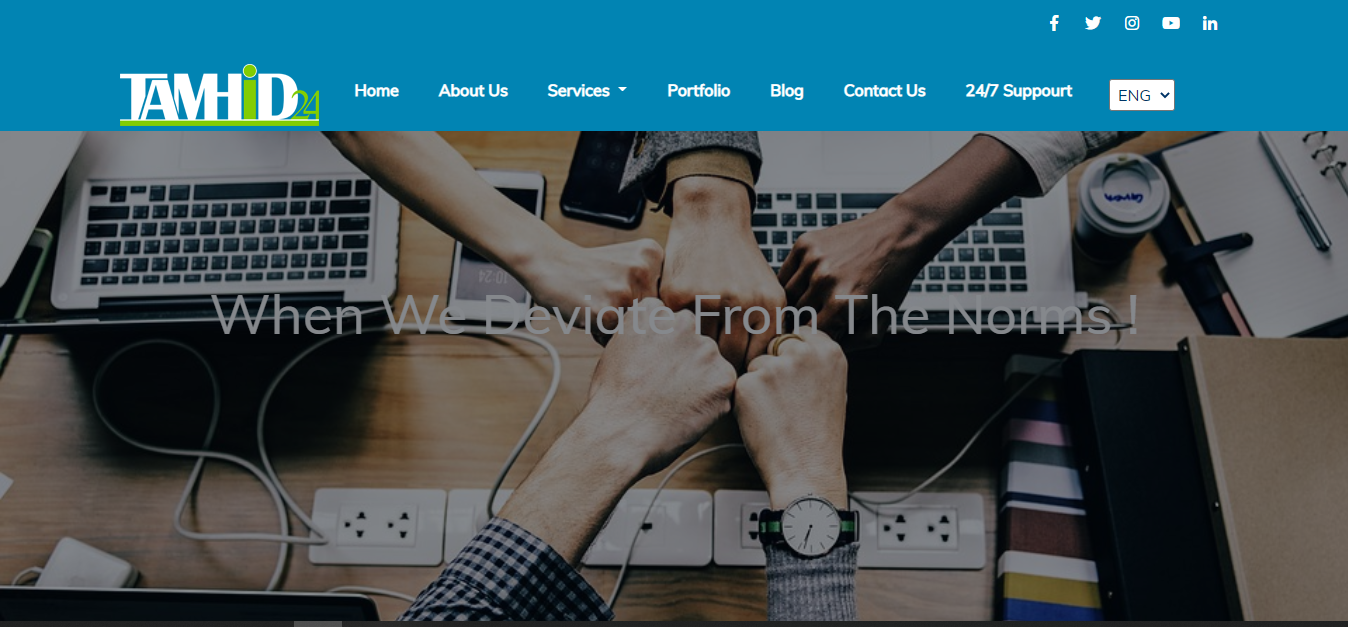 TAMHiD24
Home About Us Services Portfolio Blog Contact Us 24/7 Suppourt ENG
When We Deviate From The Norms !